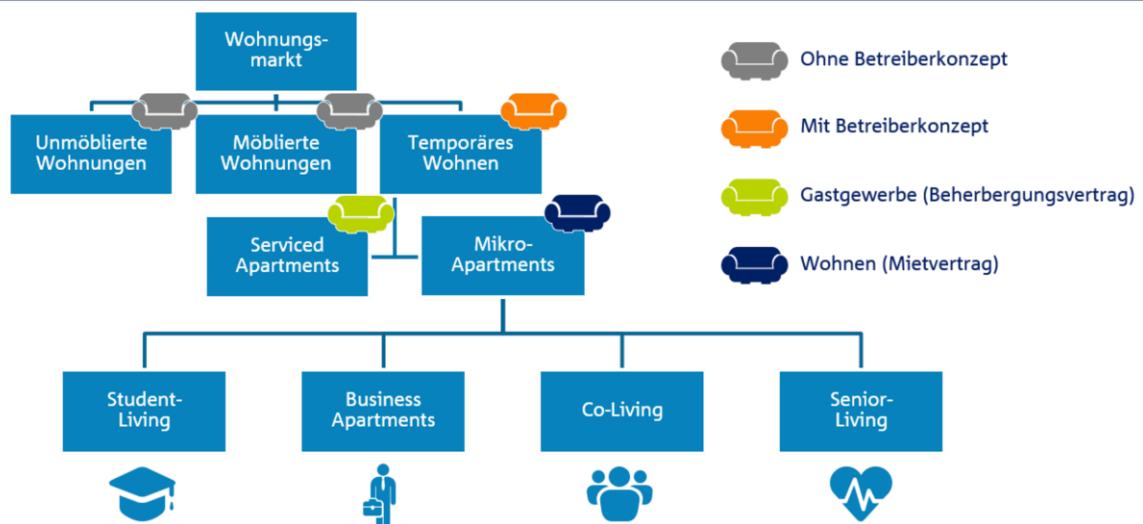 Wohnungs-
markt
Ohne Betreiberkonzept
Mit Betreiberkonzept
Gastgewerbe (Beherbergungsvertrag)
Wohnen (Mietvertrag)
Unmöblierte
Wohnungen
Möblierte
Wohnungen
Temporäres
Wohnen
Serviced
Apartments
Mikro-
Apartments
Student-
Living
Business
Apartments
Co-Living
Senior-
Living